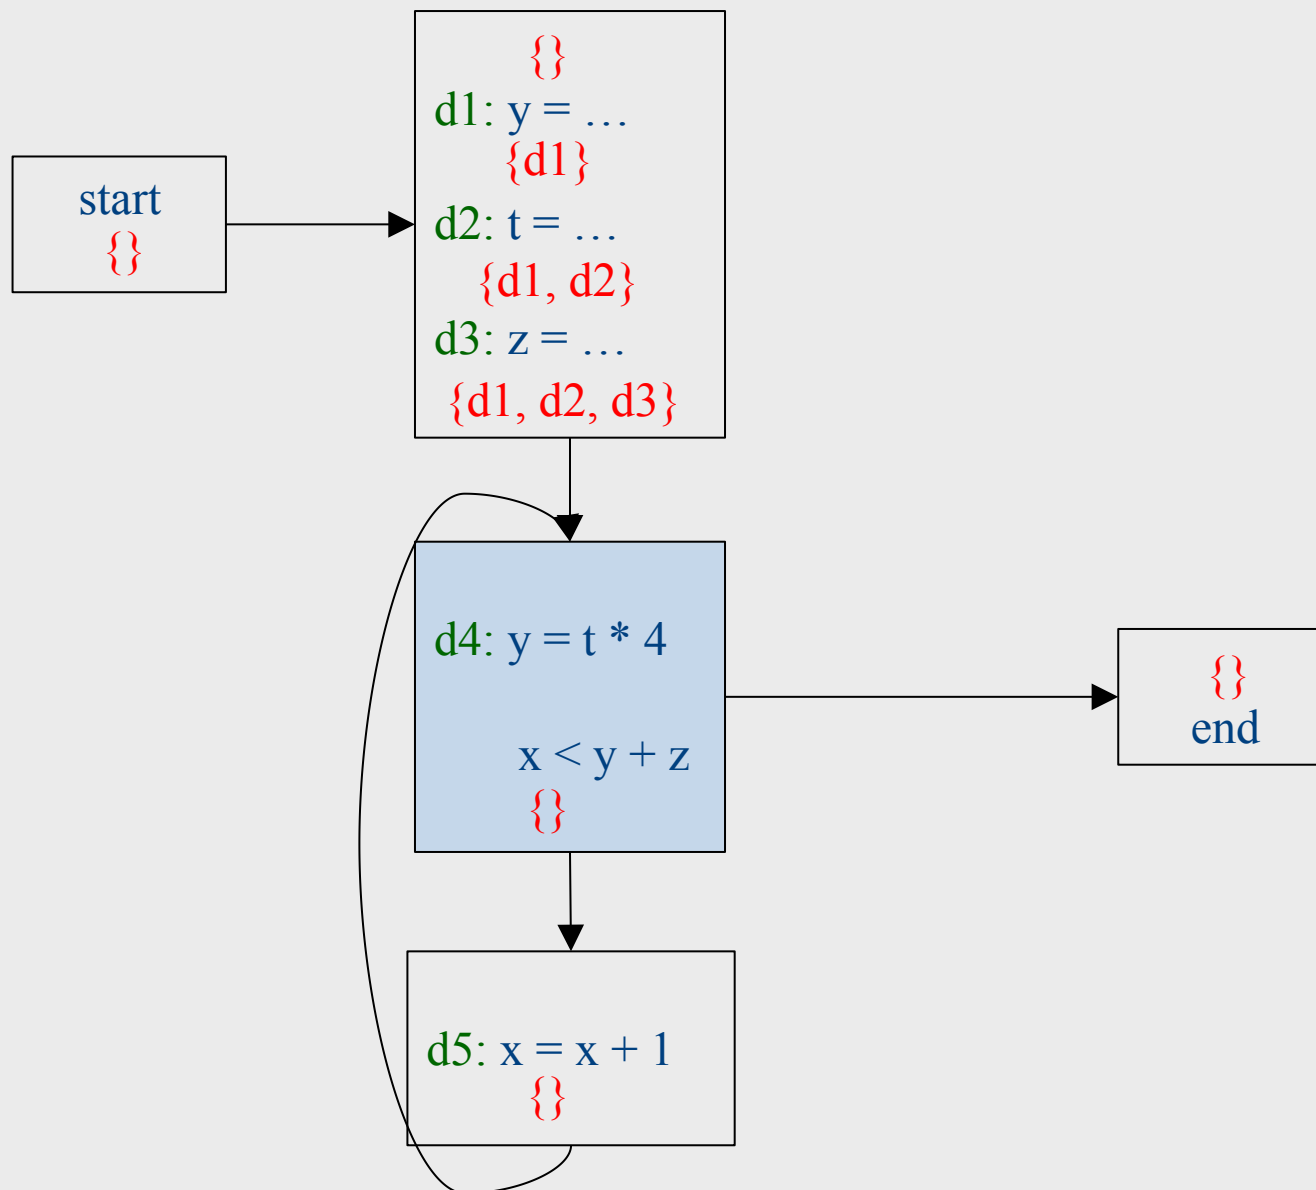 start
{}
{}
d1: y = …
{d1}
d2: t = …
{d1, d2}
d3: z = …
{d1, d2, d3}
d4: y = t * 4
x < y + z
{}
{}
end
d5: x = x + 1
{}